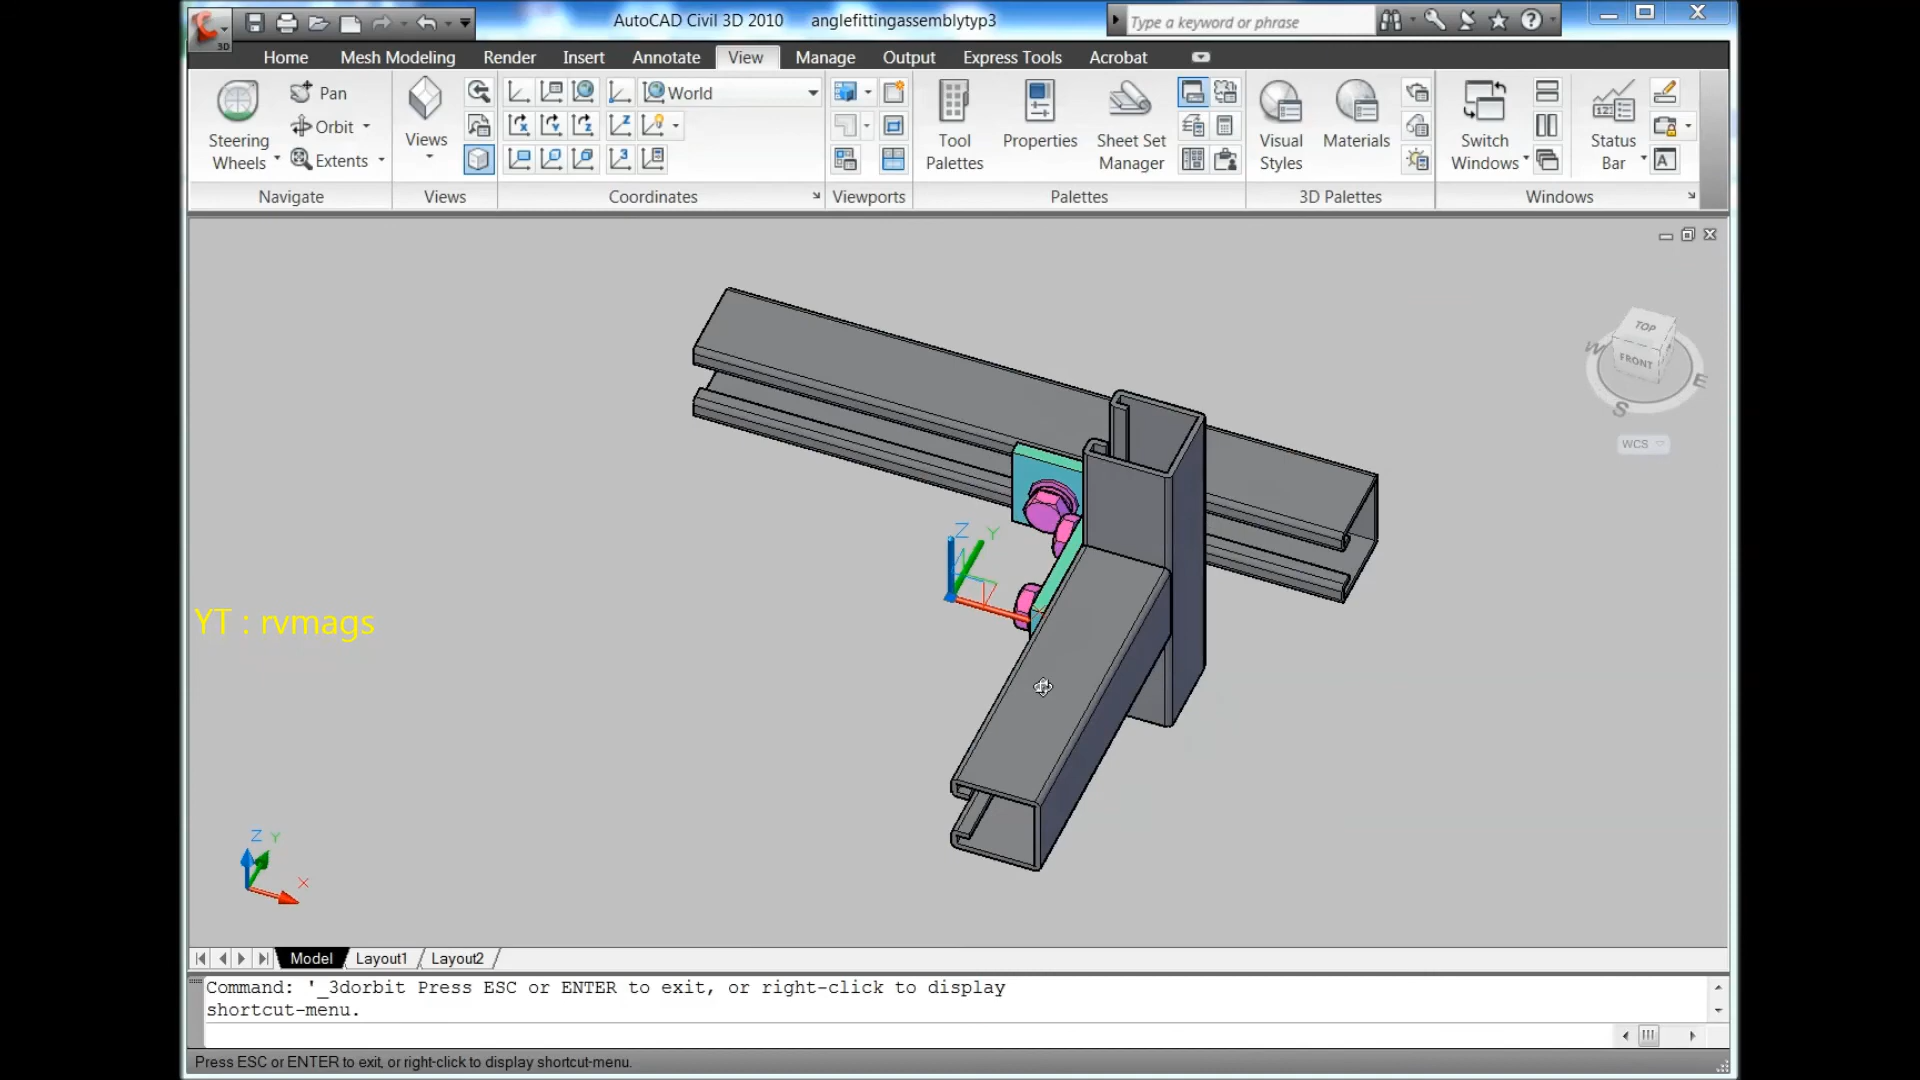 AutoCAD Civil 3D 2010 anglefittingassemblytyp3
Type a keyword or phrase
3D
Home Mesh Modeling Render Insert Annotate View Manage Output Express Tools Acrobat
Pan
Orbit
Extents
Steering Wheels
Views
World
Tool Palettes
Properties
Sheet Set Manager
Visual Styles
Materials
Switch Windows
Status Bar
Navigate Views Coordinates Viewports Palettes 3D Palettes Windows
TOP
FRONT
W
E
S
WCS
Z Y
YT : rvmags
Z Y
X
Model Layout1 Layout2
Command: '_3dorbit Press ESC or ENTER to exit, or right-click to display
shortcut-menu.
Press ESC or ENTER to exit, or right-click to display shortcut-menu.